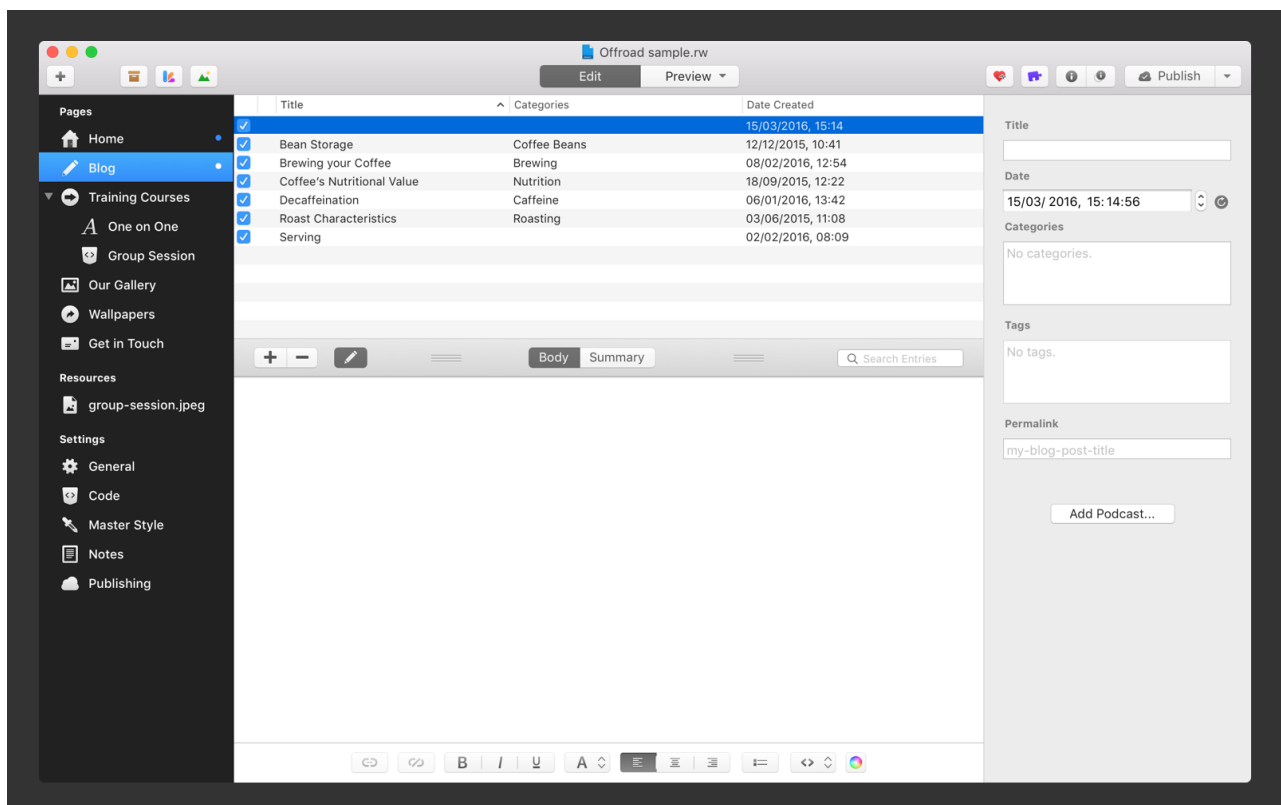 Offroad sample.rw
Edit
Preview
Publish
Pages
Home
Blog
Training Courses
One on One
Group Session
Our Gallery
Wallpapers
Get in Touch
Resources
group-session.jpeg
Settings
General
Code
Master Style
Notes
Publishing
Title Categories Date Created
15/03/2016, 15:14
Bean Storage Coffee Beans 12/12/2015, 10:41
Brewing your Coffee Brewing 08/02/2016, 12:54
Coffee’s Nutritional Value Nutrition 18/09/2015, 12:22
Decaffeination Caffeine 06/01/2016, 13:42
Roast Characteristics Roasting 03/06/2015, 11:08
Serving 02/02/2016, 08:09
Body Summary
Search Entries
B I U A
Title
Date
15/03/ 2016, 15:14:56
Categories
No categories.
Tags
No tags.
Permalink
my-blog-post-title
Add Podcast...